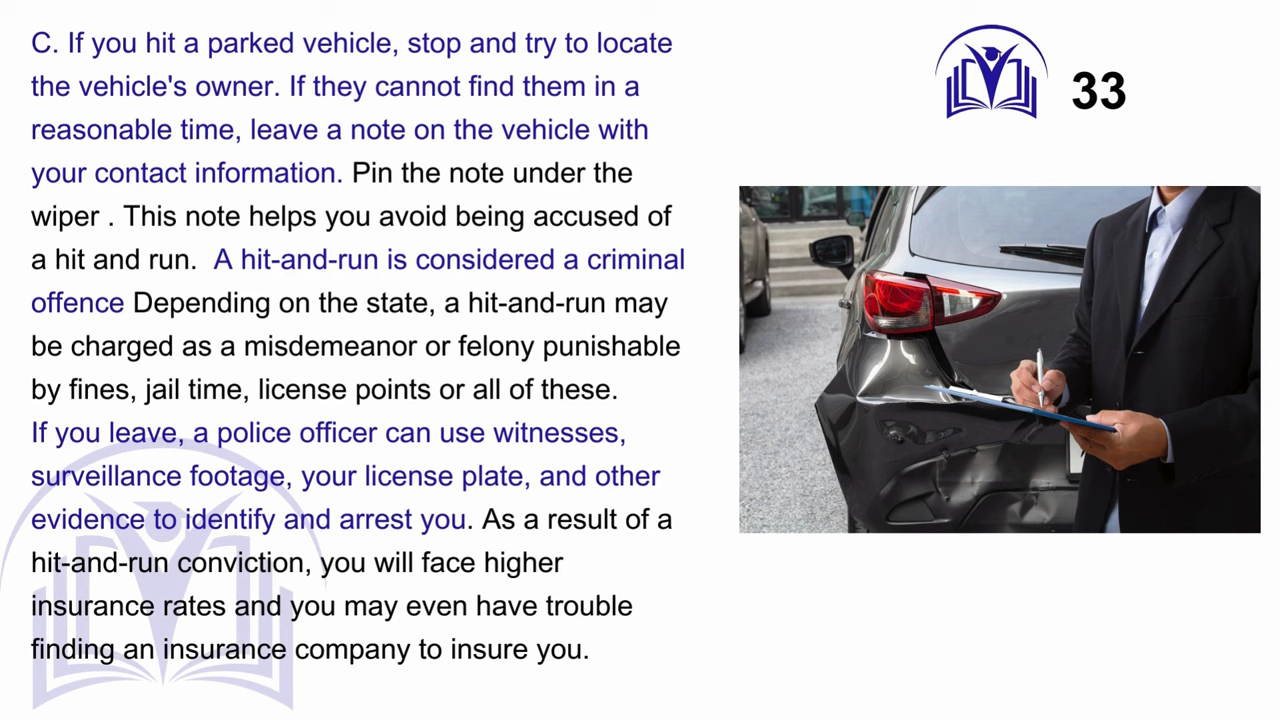 C. If you hit a parked vehicle, stop and try to locate
the vehicle's owner. If they cannot find them in a
reasonable time, leave a note on the vehicle with
your contact information. Pin the note under the
wiper . This note helps you avoid being accused of
a hit and run.  A hit-and-run is considered a criminal
offence Depending on the state, a hit-and-run may
be charged as a misdemeanor or felony punishable
by fines, jail time, license points or all of these.
If you leave, a police officer can use witnesses,
surveillance footage, your license plate, and other
evidence to identify and arrest you. As a result of a
hit-and-run conviction, you will face higher
insurance rates and you may even have trouble
finding an insurance company to insure you.
33